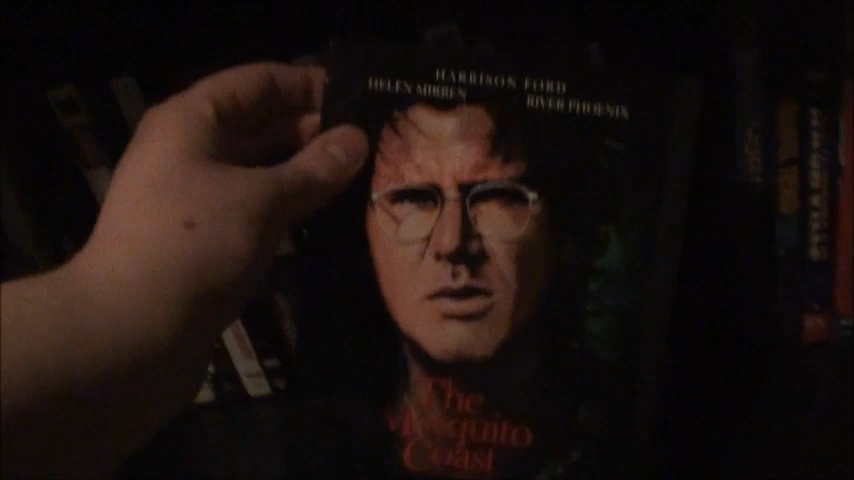 HARRISON FORD
HELEN MIRREN RIVER PHOENIX
The
Mosquito
Coast